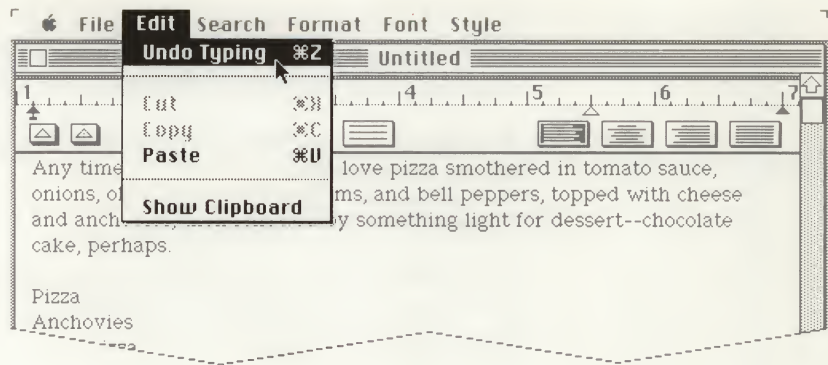 File Edit Search Format Font Style
Undo Typing ⌘Z
Untitled
1 4 5 6 7
Cut ⌘X
Copy ⌘C
Paste ⌘V
Show Clipboard
Any time love pizza smothered in tomato sauce,
onions, and bell peppers, topped with cheese
and by something light for dessert--chocolate
cake, perhaps.
Pizza
Anchovies